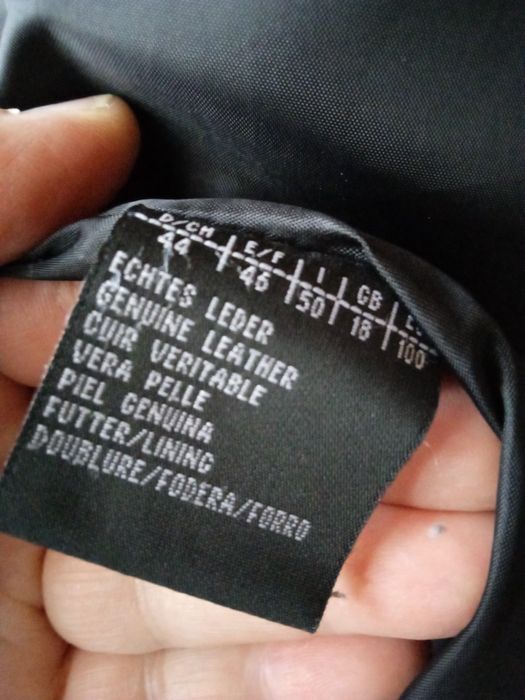 D/CH E/F I GB
44 46 50 18 100
ECHTES LEDER
GENUINE LEATHER
CUIR VERITABLE
VERA PELLE
PIEL GENUINA
FUTTER/LINING
DOUBLURE/FODERA/FORRO